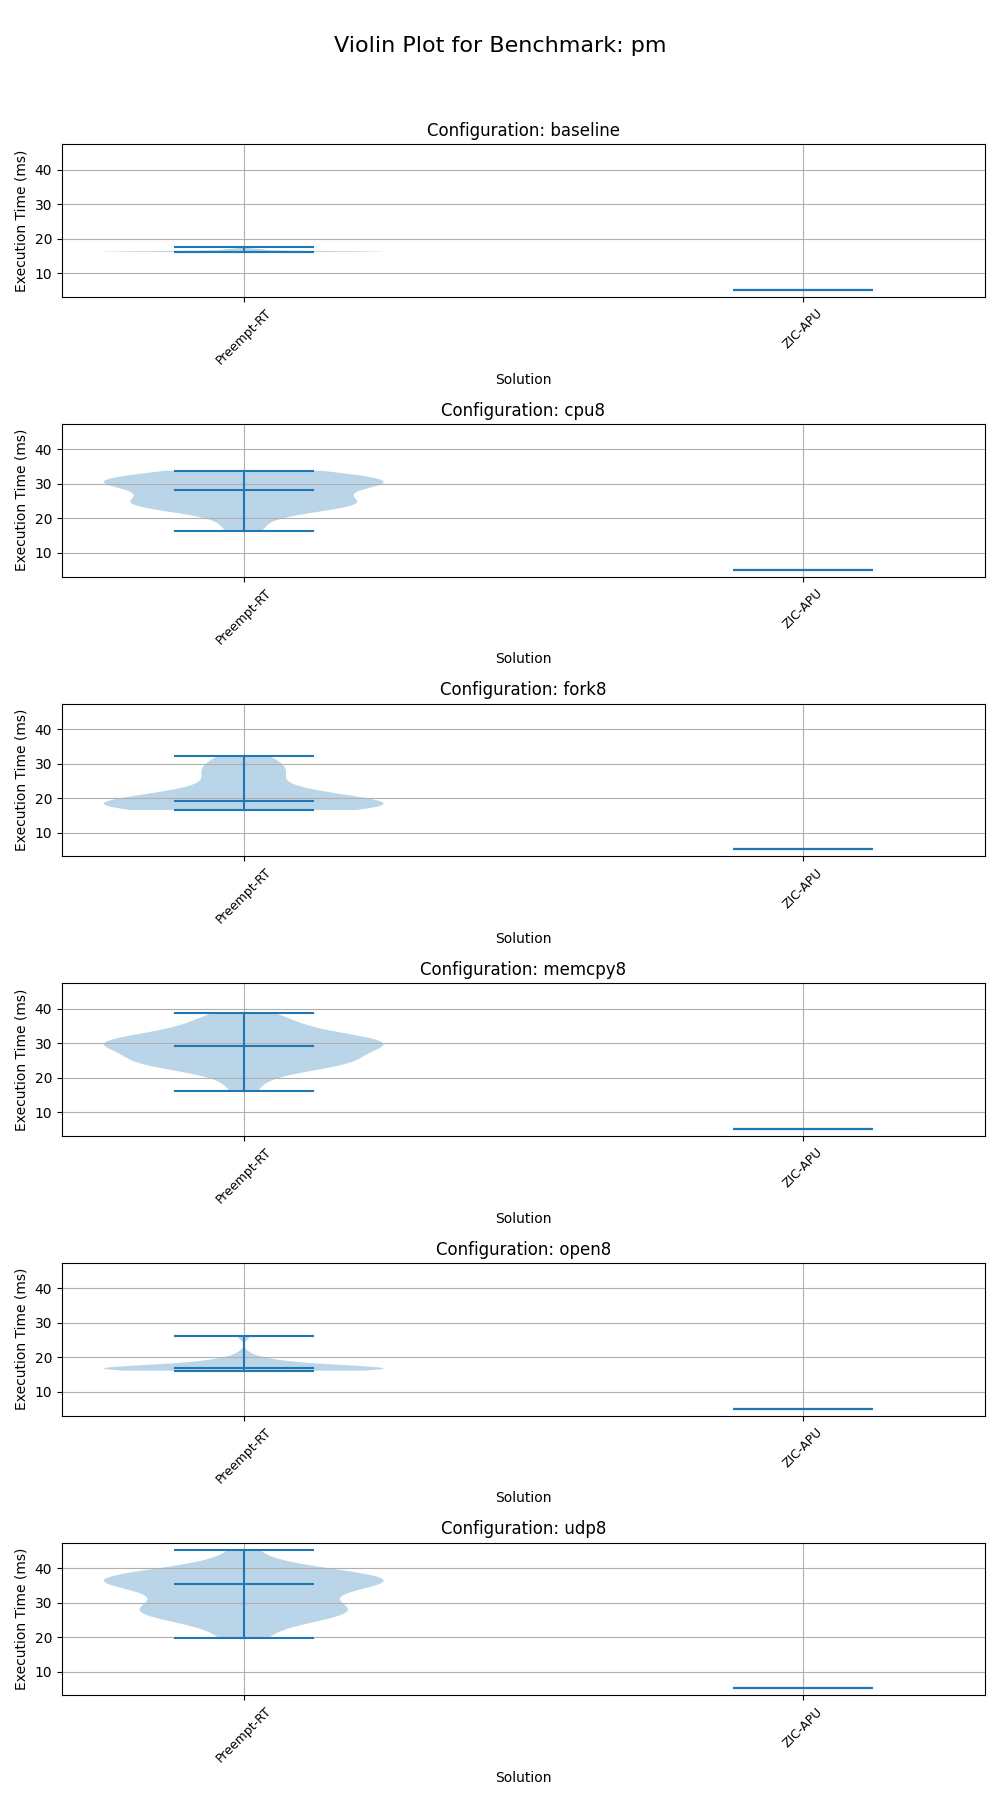 Violin Plot for Benchmark: pm
Configuration: baseline
Execution Time (ms)
40
30
20
10
Preempt-RT
ZIC-APU
Solution
Configuration: cpu8
Execution Time (ms)
40
30
20
10
Preempt-RT
ZIC-APU
Solution
Configuration: fork8
Execution Time (ms)
40
30
20
10
Preempt-RT
ZIC-APU
Solution
Configuration: memcpy8
Execution Time (ms)
40
30
20
10
Preempt-RT
ZIC-APU
Solution
Configuration: open8
Execution Time (ms)
40
30
20
10
Preempt-RT
ZIC-APU
Solution
Configuration: udp8
Execution Time (ms)
40
30
20
10
Preempt-RT
ZIC-APU
Solution